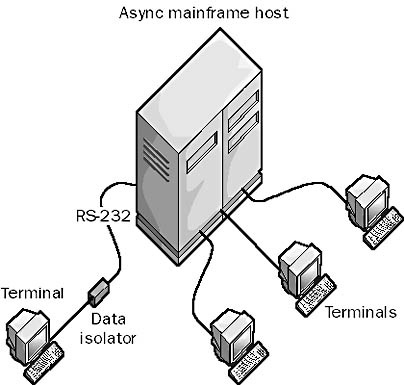 Async mainframe host
RS-232
Terminal
Data
isolator
Terminals